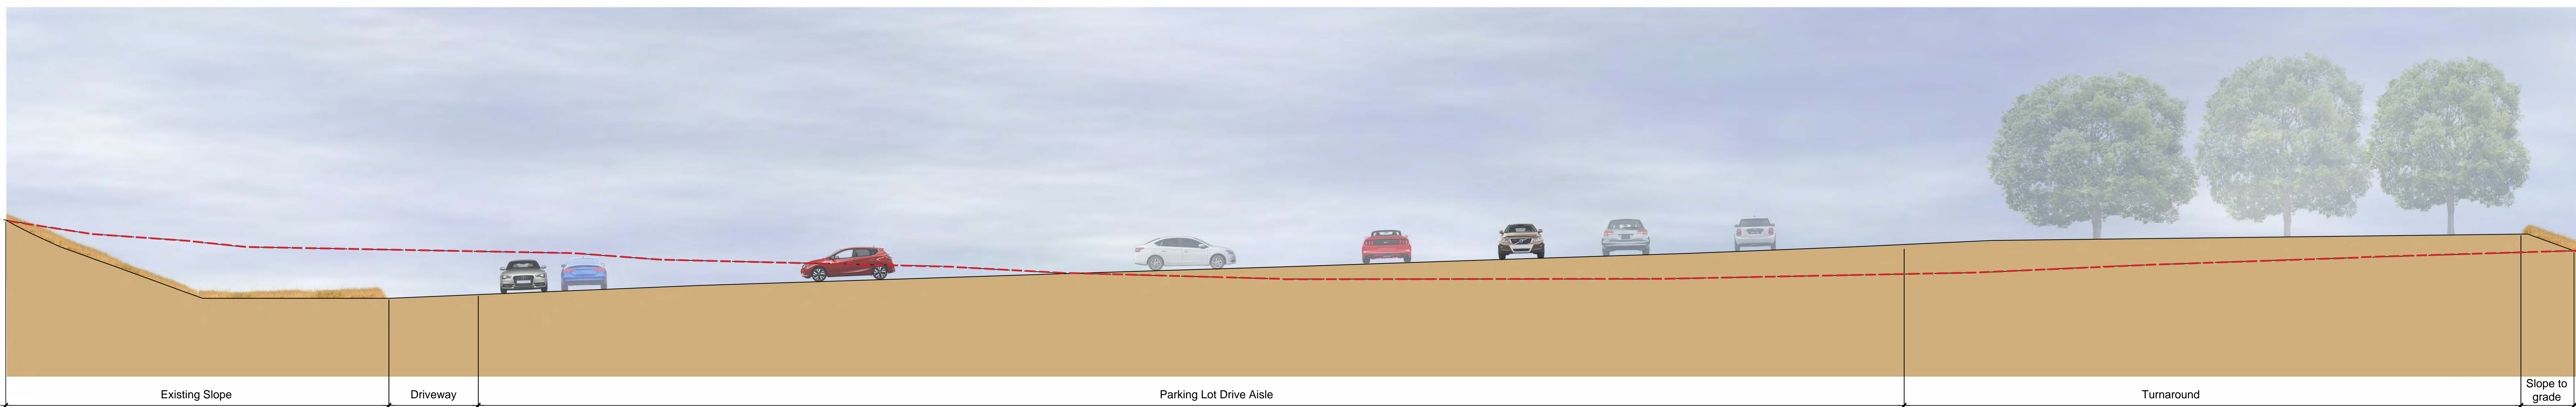 Existing Slope
Driveway
Parking Lot Drive Aisle
Turnaround
Slope to
grade